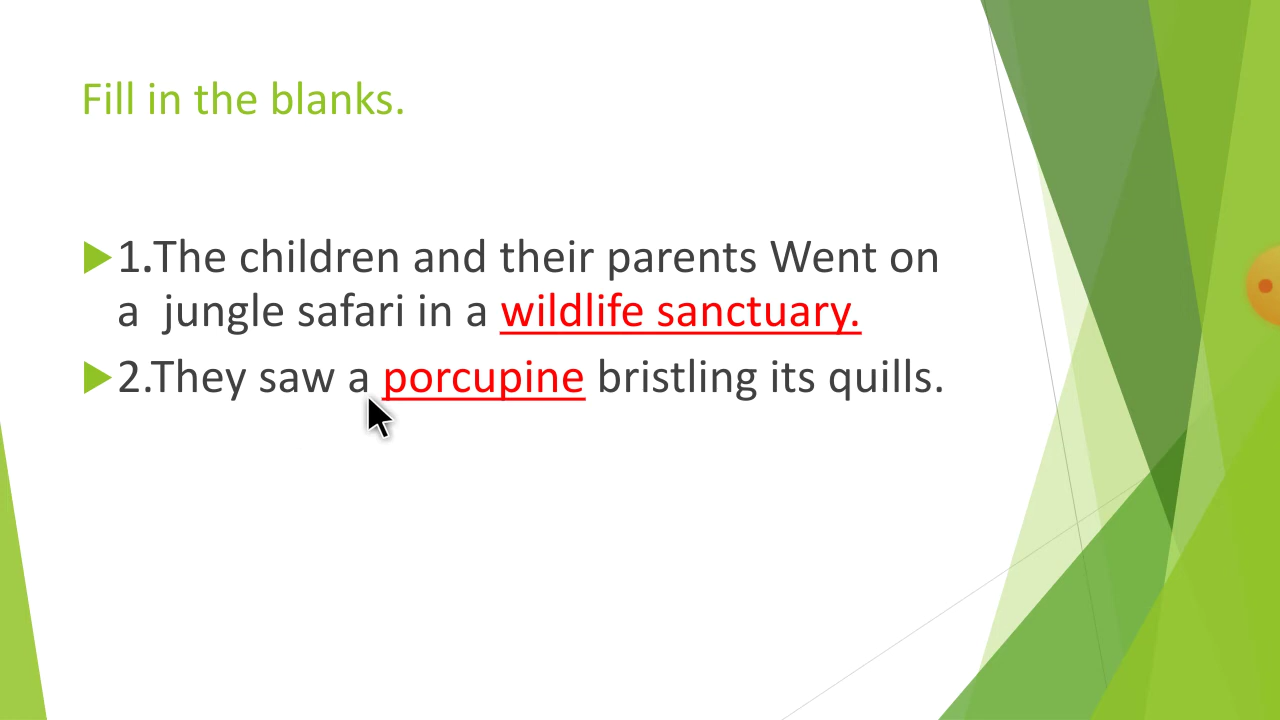 Fill in the blanks.
1.The children and their parents Went on
a jungle safari in a wildlife sanctuary.
2.They saw a porcupine bristling its quills.